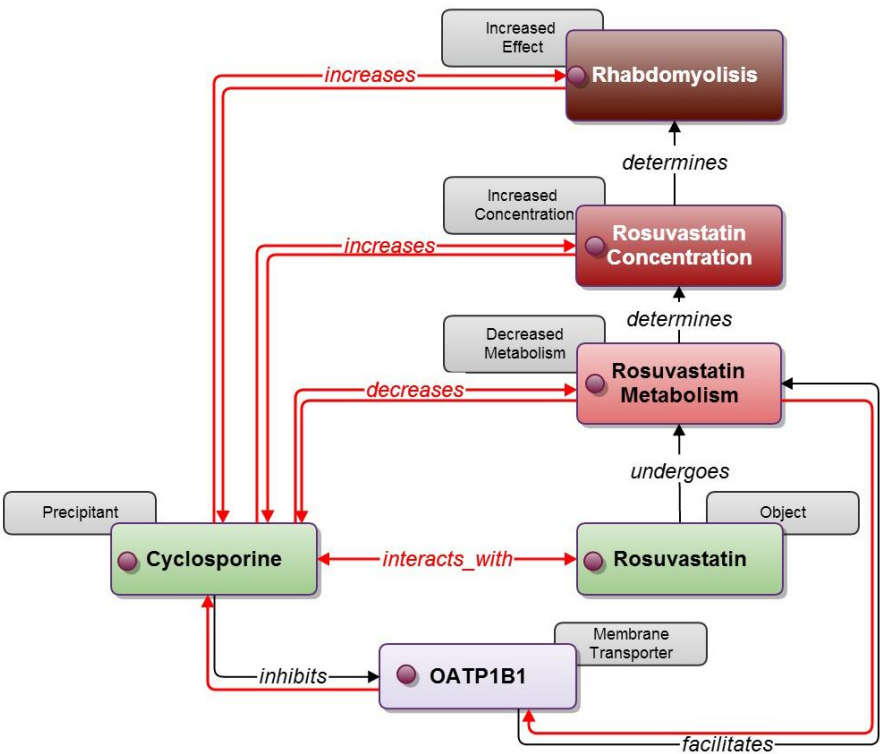 Increased
Effect
Rhabdomyolisis
increases
determines
Increased
Concentration
Rosuvastatin
Concentration
increases
determines
Decreased
Metabolism
Rosuvastatin
Metabolism
decreases
undergoes
Precipitant
Object
Cyclosporine
interacts_with
Rosuvastatin
Membrane
Transporter
inhibits
OATP1B1
facilitates